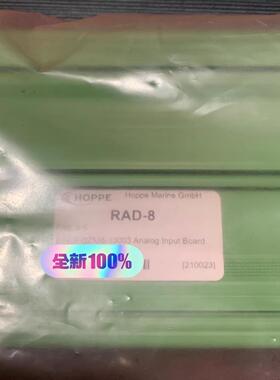 HOPPE Hoppe Marine GmbH
RAD-8
Analog Input Board
全新100%
[210023]